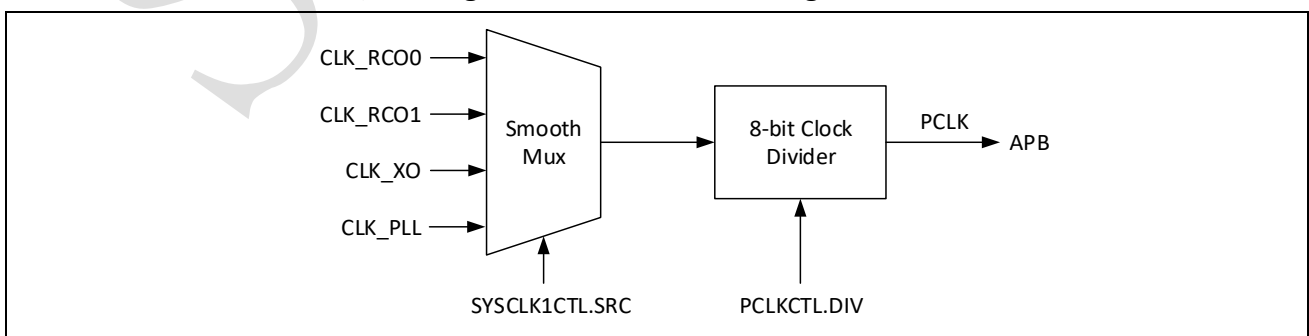 CLK_RCO0
CLK_RCO1
CLK_XO
CLK_PLL
Smooth
Mux
8-bit Clock
Divider
PCLK
APB
SYSCLK1CTL.SRC
PCLKCTL.DIV